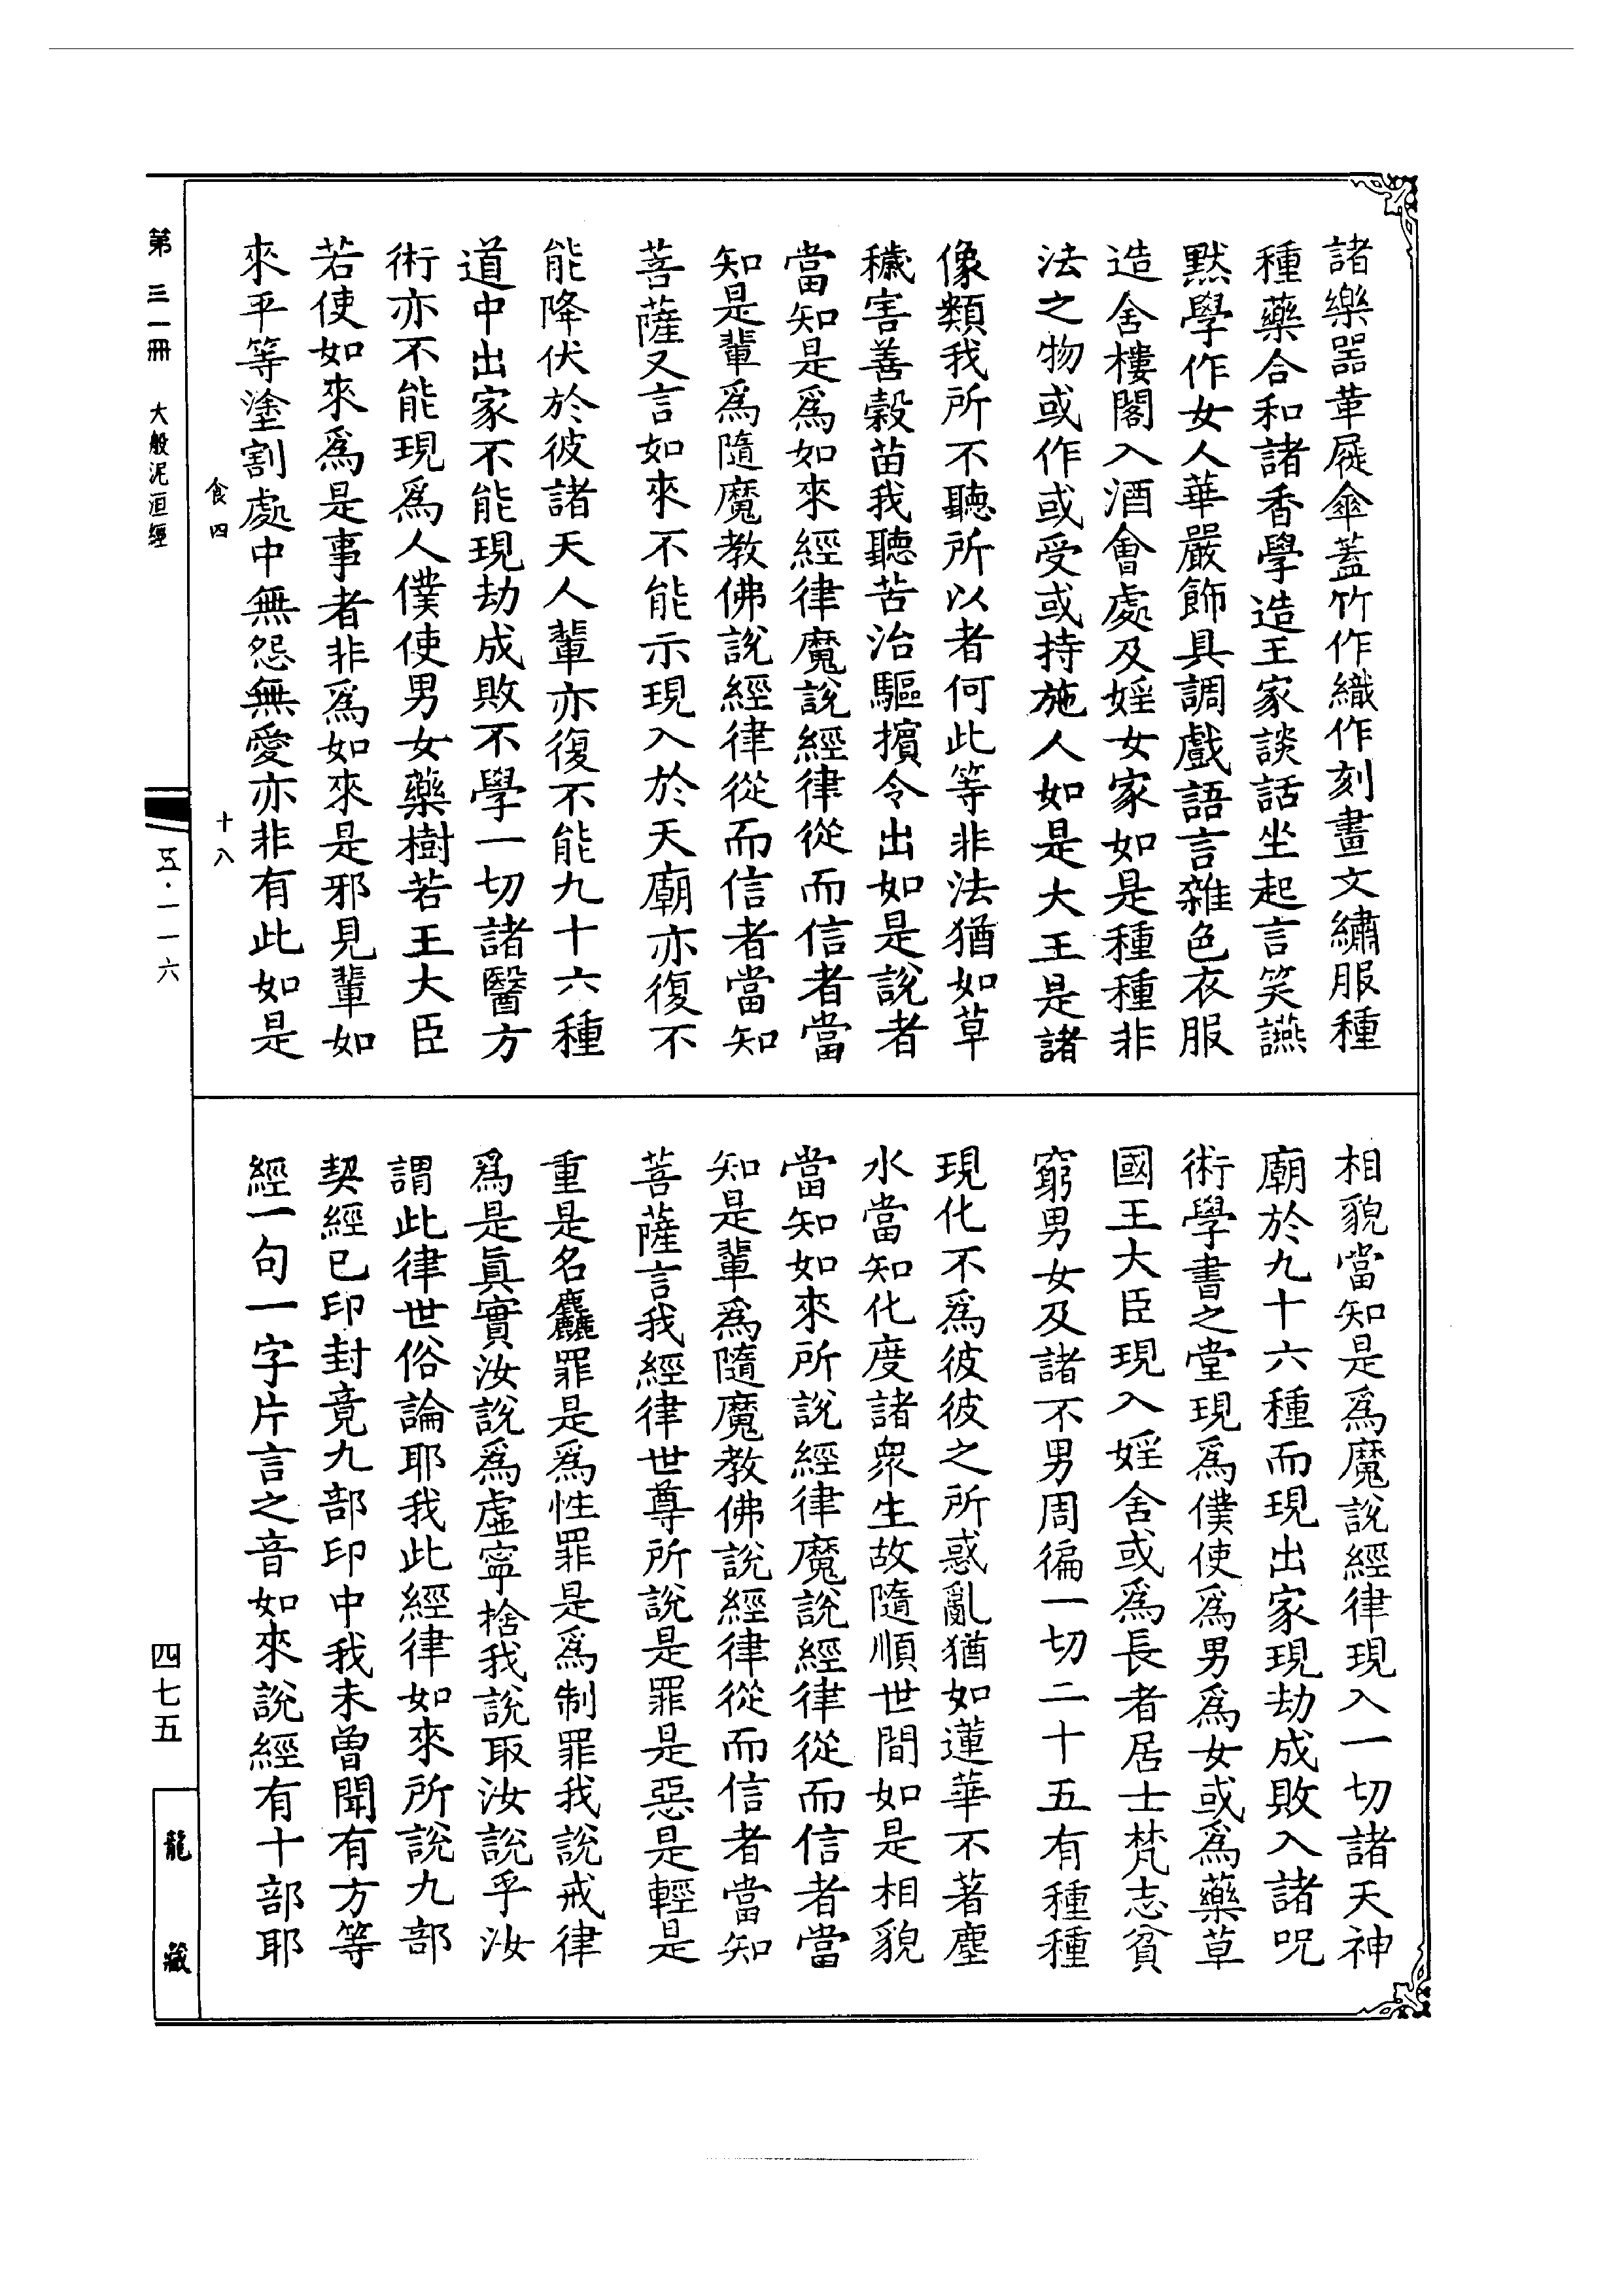 諸樂器革屣傘蓋竹作織作刻畫文繡服種
種藥合和諸香學造王家談話坐起言笑讌
默學作女人華嚴飾具調戲語言雜色衣服
造舍樓閣入酒會處及婬女家如是種種非
法之物或作或受或持施人如是大王是諸
像類我所不聽所以者何此等非法猶如草
穢害善穀苗我聽苦治驅擯令出如是說者
當知是爲如來經律魔說經律從而信者當
知是輩爲隨魔教佛說經律從而信者當知
菩薩又言如來不能示現入於天廟亦復不
能降伏於彼諸天人輩亦復不能九十六種
道中出家不能現劫成敗不學一切諸醫方
術亦不能現爲人僕使男女藥樹若王大臣
若使如來爲是事者非爲如來是邪見輩如
來平等塗割處中無怨無愛亦非有此如是
食四
十八
相貌當知是爲魔說經律現入一切諸天神
廟於九十六種而現出家現劫成敗入諸呪
術學書之堂現爲僕使爲男爲女或爲藥草
國王大臣現入婬舍或爲長者居士梵志貧
窮男女及諸不男周徧一切二十五有種種
現化不爲彼彼之所惑亂猶如蓮華不著塵
水當知化度諸衆生故隨順世間如是相貌
當知如來所說經律魔說經律從而信者當
知是輩爲隨魔教佛說經律從而信者當知
菩薩言我經律世尊所說是罪是惡是輕是
重是名麤罪是爲性罪是爲制罪我說戒律
爲是眞實汝說爲虛寧捨我說取汝說乎汝
謂此律世俗論耶我此經律如來所說九部
契經已印封竟九部印中我未曾聞有方等
經一句一字片言之音如來說經有十部耶
第三一冊 大般泥洹經
五·一一六
四七五
龍藏